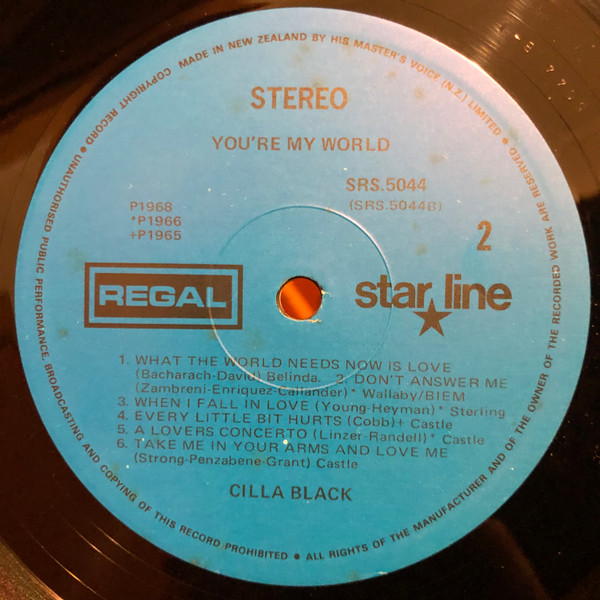 COPYRIGHT RECORD • UNAUTHORISED PUBLIC PERFORMANCE, BROADCASTING AND COPYING OF THIS RECORD PROHIBITED • ALL RIGHTS OF THE MANUFACTURER AND OF THE OWNER OF THE RECORDED WORK ARE RESERVED •
MADE IN NEW ZEALAND BY HIS MASTER'S VOICE (N.Z.) LIMITED
STEREO
YOU'RE MY WORLD
SRS.5044
(SRS.5044B)
P1968
*P1966
+P1965
2
REGAL
star line
1. WHAT THE WORLD NEEDS NOW IS LOVE
(Bacharach-David) Belinda. 2. DON'T ANSWER ME
(Zambreni-Enriquez-Callander)* Wallaby/BIEM
3. WHEN I FALL IN LOVE (Young-Heyman)* Sterling
4. EVERY LITTLE BIT HURTS (Cobb)+ Castle
5. A LOVERS CONCERTO (Linzer-Randell)* Castle
6. TAKE ME IN YOUR ARMS AND LOVE ME
(Strong-Penzabene-Grant) Castle
CILLA BLACK